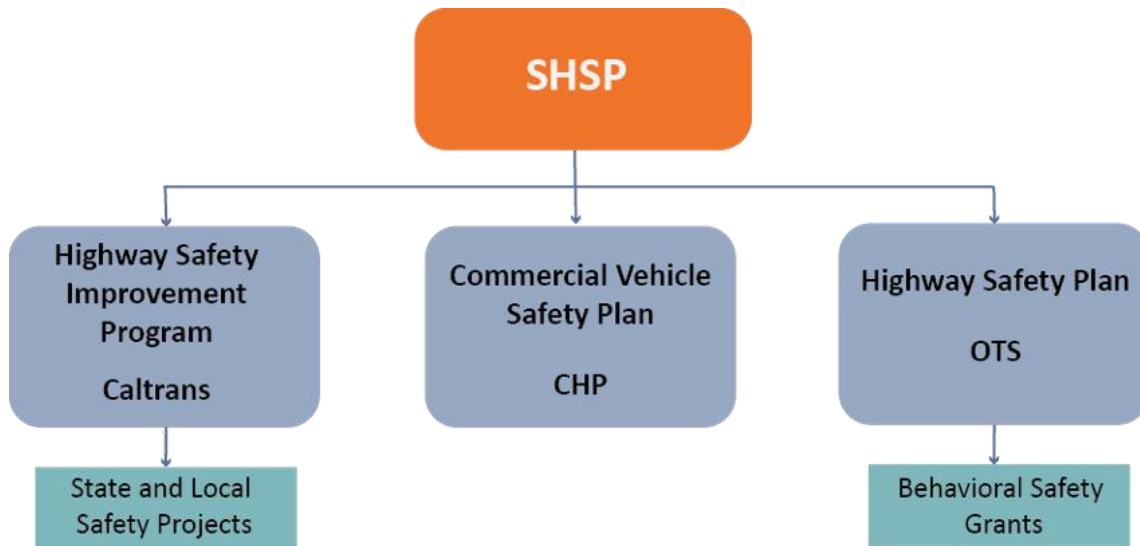 SHSP
Highway Safety
Improvement
Program
Caltrans
Commercial Vehicle
Safety Plan
CHP
Highway Safety Plan
OTS
State and Local
Safety Projects
Behavioral Safety
Grants